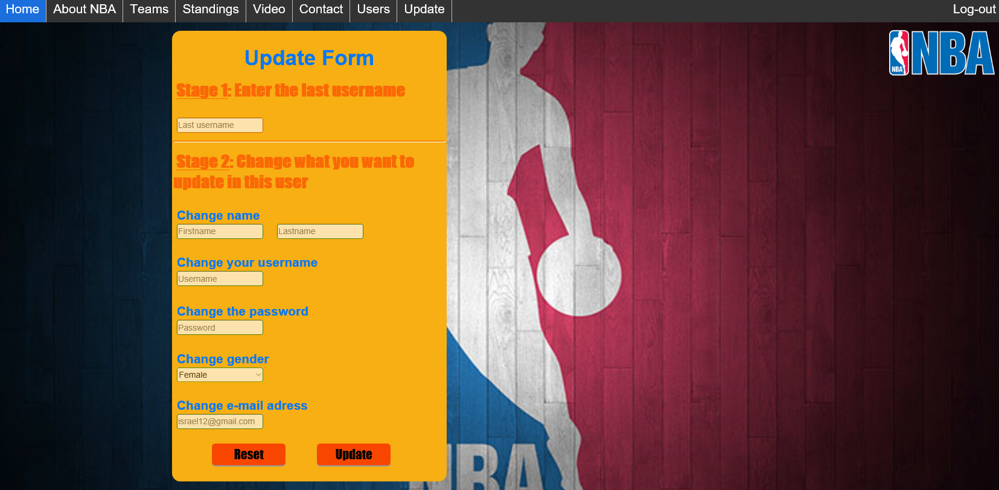 Home About NBA Teams Standings Video Contact Users Update Log-out
NBA NBA
Update Form
Stage 1: Enter the last username
Last username
Stage 2: Change what you want to
update in this user
Change name
Firstname Lastname
Change your username
Username
Change the password
Password
Change gender
Female
Change e-mail adress
israel12@gmail.com
Reset Update
NBA